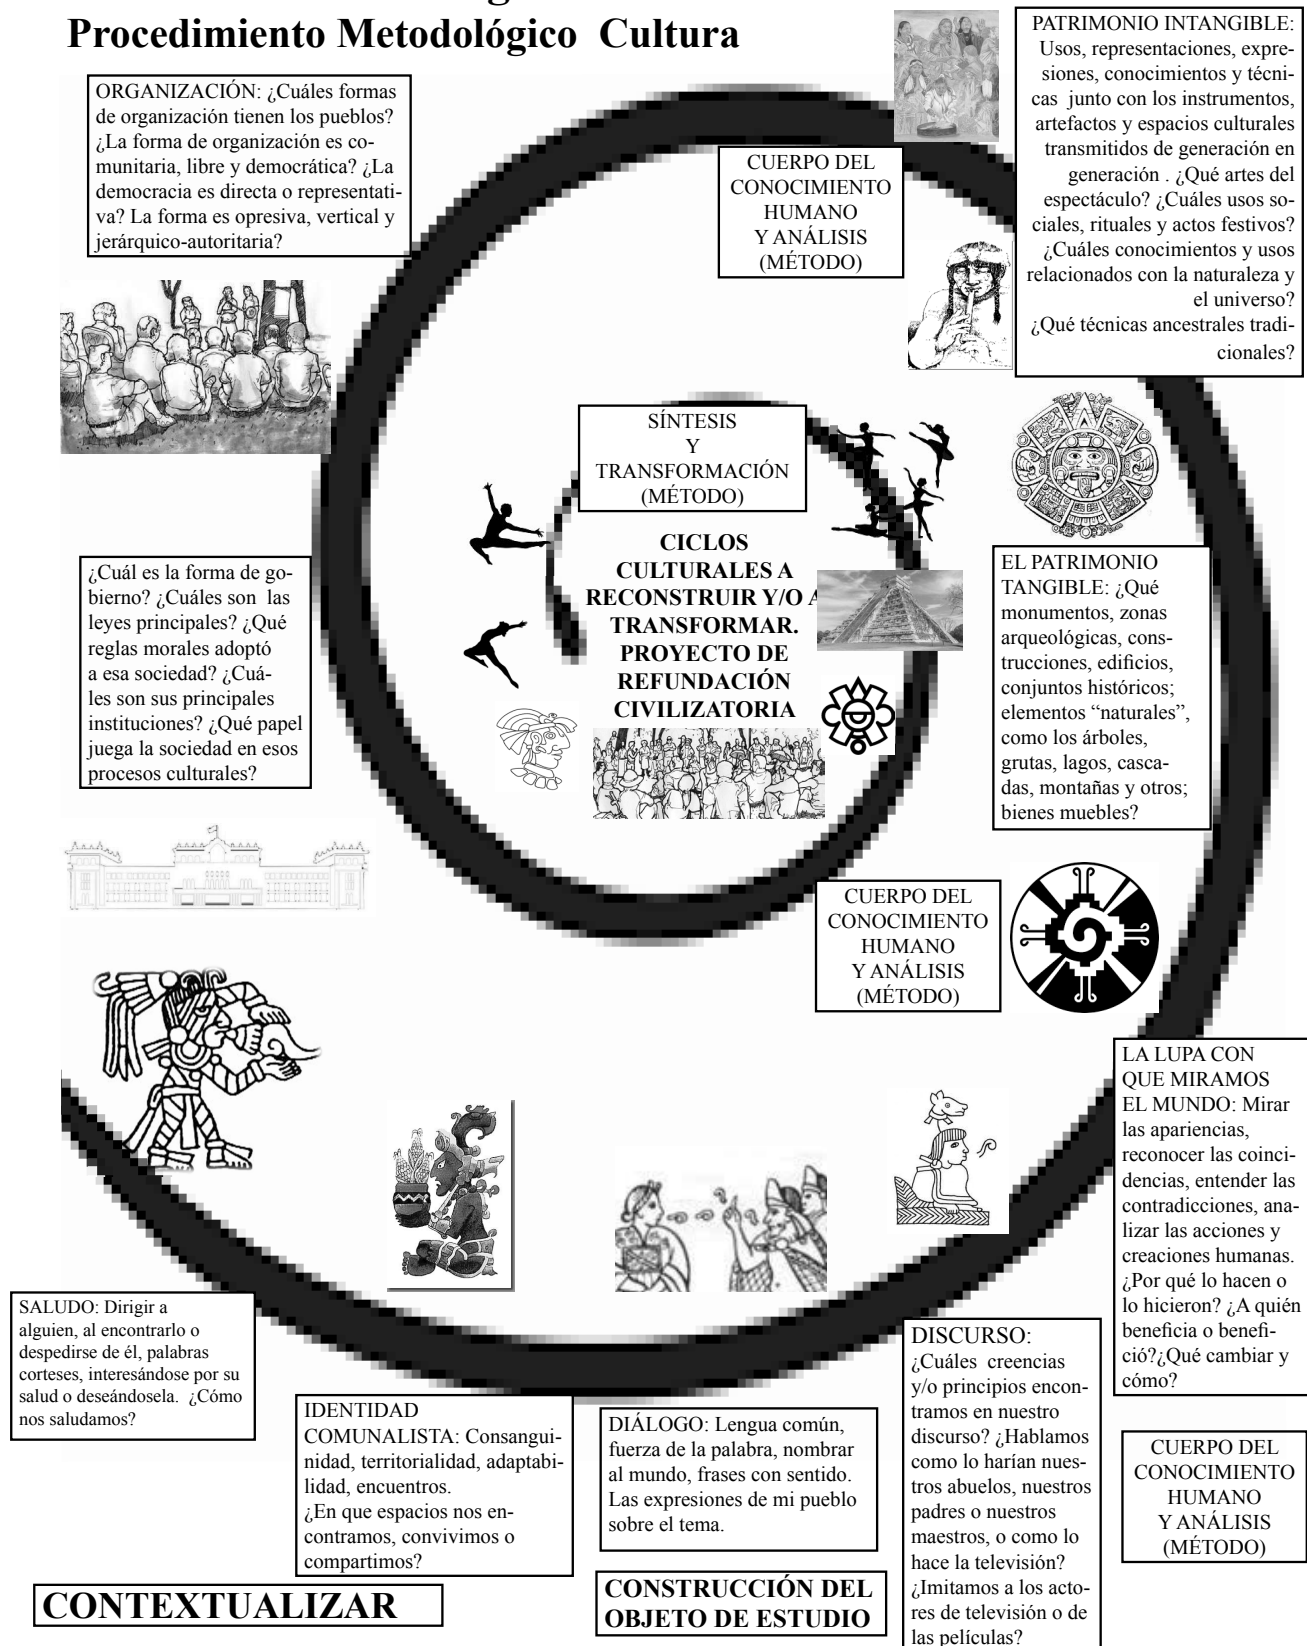 Procedimiento Metodológico  Cultura
ORGANIZACIÓN: ¿Cuáles formas
de organización tienen los pueblos?
¿La forma de organización es co-
munitaria, libre y democrática? ¿La
democracia es directa o representati-
va? La forma es opresiva, vertical y
jerárquico-autoritaria?
CUERPO DEL
CONOCIMIENTO
HUMANO
Y ANÁLISIS
(MÉTODO)
PATRIMONIO INTANGIBLE:
Usos, representaciones, expre-
siones, conocimientos y técni-
cas  junto con los instrumentos,
artefactos y espacios culturales
transmitidos de generación en
generación . ¿Qué artes del
espectáculo? ¿Cuáles usos so-
ciales, rituales y actos festivos?
¿Cuáles conocimientos y usos
relacionados con la naturaleza y
el universo?
¿Qué técnicas ancestrales tradi-
cionales?
SÍNTESIS
Y
TRANSFORMACIÓN
(MÉTODO)
CICLOS
CULTURALES A
RECONSTRUIR Y/O A
TRANSFORMAR.
PROYECTO DE
REFUNDACIÓN
CIVILIZATORIA
¿Cuál es la forma de go-
bierno? ¿Cuáles son  las
leyes principales? ¿Qué
reglas morales adoptó
a esa sociedad? ¿Cuá-
les son sus principales
instituciones? ¿Qué papel
juega la sociedad en esos
procesos culturales?
EL PATRIMONIO
TANGIBLE: ¿Qué
monumentos, zonas
arqueológicas, cons-
trucciones, edificios,
conjuntos históricos;
elementos “naturales”,
como los árboles,
grutas, lagos, casca-
das, montañas y otros;
bienes muebles?
CUERPO DEL
CONOCIMIENTO
HUMANO
Y ANÁLISIS
(MÉTODO)
LA LUPA CON
QUE MIRAMOS
EL MUNDO: Mirar
las apariencias,
reconocer las coinci-
dencias, entender las
contradicciones, ana-
lizar las acciones y
creaciones humanas.
¿Por qué lo hacen o
lo hicieron? ¿A quién
beneficia o benefi-
ció?¿Qué cambiar y
cómo?
SALUDO: Dirigir a
alguien, al encontrarlo o
despedirse de él, palabras
corteses, interesándose por su
salud o deseándosela.  ¿Cómo
nos saludamos?
IDENTIDAD
COMUNALISTA: Consangui-
nidad, territorialidad, adaptabi-
lidad, encuentros.
¿En que espacios nos en-
contramos, convivimos o
compartimos?
DIÁLOGO: Lengua común,
fuerza de la palabra, nombrar
al mundo, frases con sentido.
Las expresiones de mi pueblo
sobre el tema.
DISCURSO:
¿Cuáles  creencias
y/o principios encon-
tramos en nuestro
discurso? ¿Hablamos
como lo harían nues-
tros abuelos, nuestros
padres o nuestros
maestros, o como lo
hace la televisión?
¿Imitamos a los acto-
res de televisión o de
las películas?
CUERPO DEL
CONOCIMIENTO
HUMANO
Y ANÁLISIS
(MÉTODO)
CONTEXTUALIZAR
CONSTRUCCIÓN DEL
OBJETO DE ESTUDIO